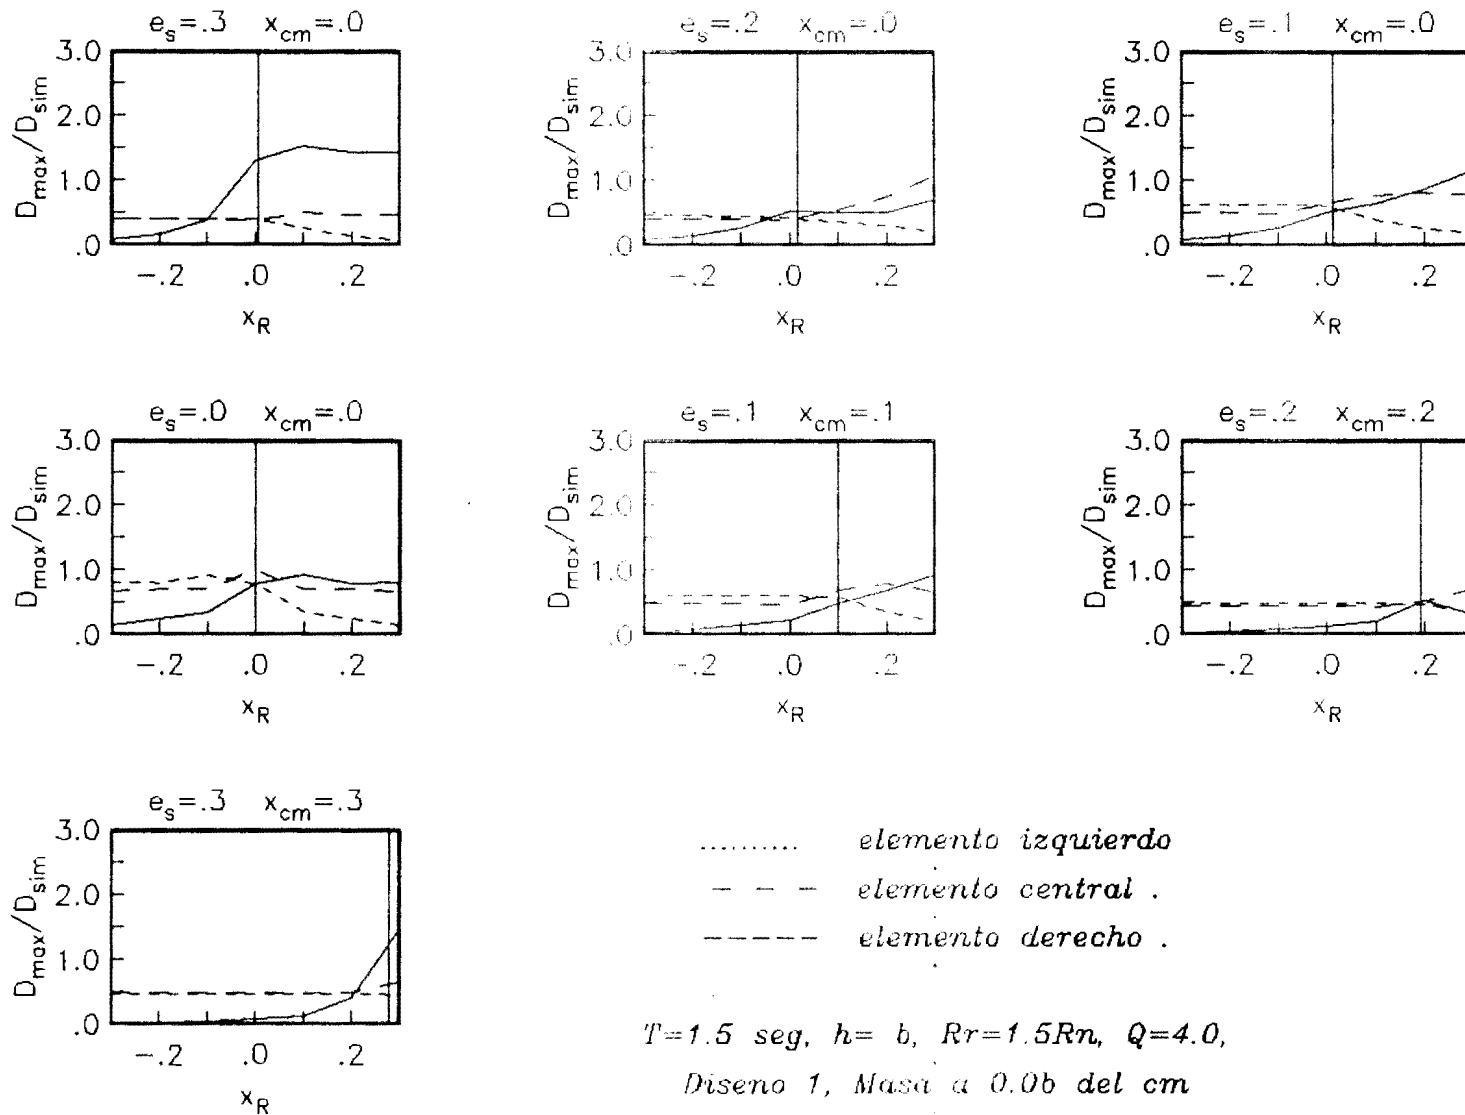 e_s=.3 x_cm=.0
3.0
2.0
1.0
.0
D_max/D_sim
-.2 .0 .2
x_R
e_s=.2 x_cm=.0
3.0
2.0
1.0
.0
D_max/D_sim
-.2 .0 .2
x_R
e_s=.1 x_cm=.0
3.0
2.0
1.0
.0
D_max/D_sim
-.2 .0 .2
x_R
e_s=.0 x_cm=.0
3.0
2.0
1.0
.0
D_max/D_sim
-.2 .0 .2
x_R
e_s=.1 x_cm=.1
3.0
2.0
1.0
.0
D_max/D_sim
-.2 .0 .2
x_R
e_s=.2 x_cm=.2
3.0
2.0
1.0
.0
D_max/D_sim
-.2 .0 .2
x_R
e_s=.3 x_cm=.3
3.0
2.0
1.0
.0
D_max/D_sim
-.2 .0 .2
x_R
elemento izquierdo
elemento central .
elemento derecho .
T=1.5 seg, h= b, Rr=1.5Rn, Q=4.0,
Diseno 1, Masa a 0.0b del cm